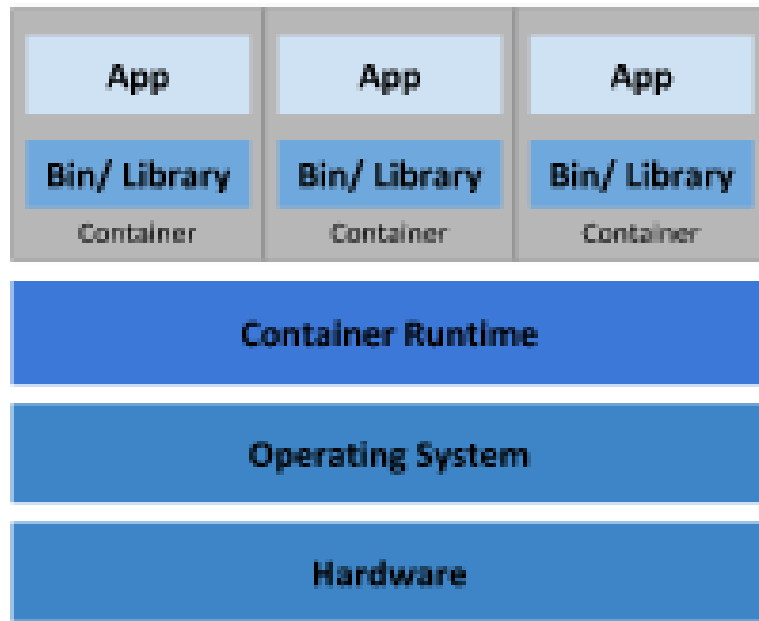 App App App
Bin/ Library Bin/ Library Bin/ Library
Container Container Container
Container Runtime
Operating System
Hardware